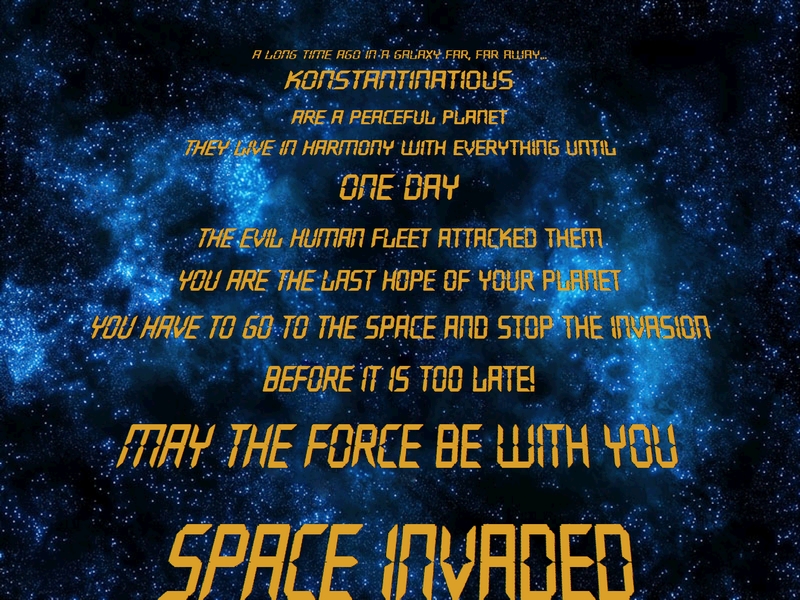 A LONG TIME AGO IN A GALAXY FAR, FAR AWAY...
KONSTANTINATIOUS
ARE A PEACEFUL PLANET
THEY LIVE IN HARMONY WITH EVERYTHING UNTIL
ONE DAY
THE EVIL HUMAN FLEET ATTACKED THEM
YOU ARE THE LAST HOPE OF YOUR PLANET
YOU HAVE TO GO TO THE SPACE AND STOP THE INVASION
BEFORE IT IS TOO LATE!
MAY THE FORCE BE WITH YOU
SPACE INVADED